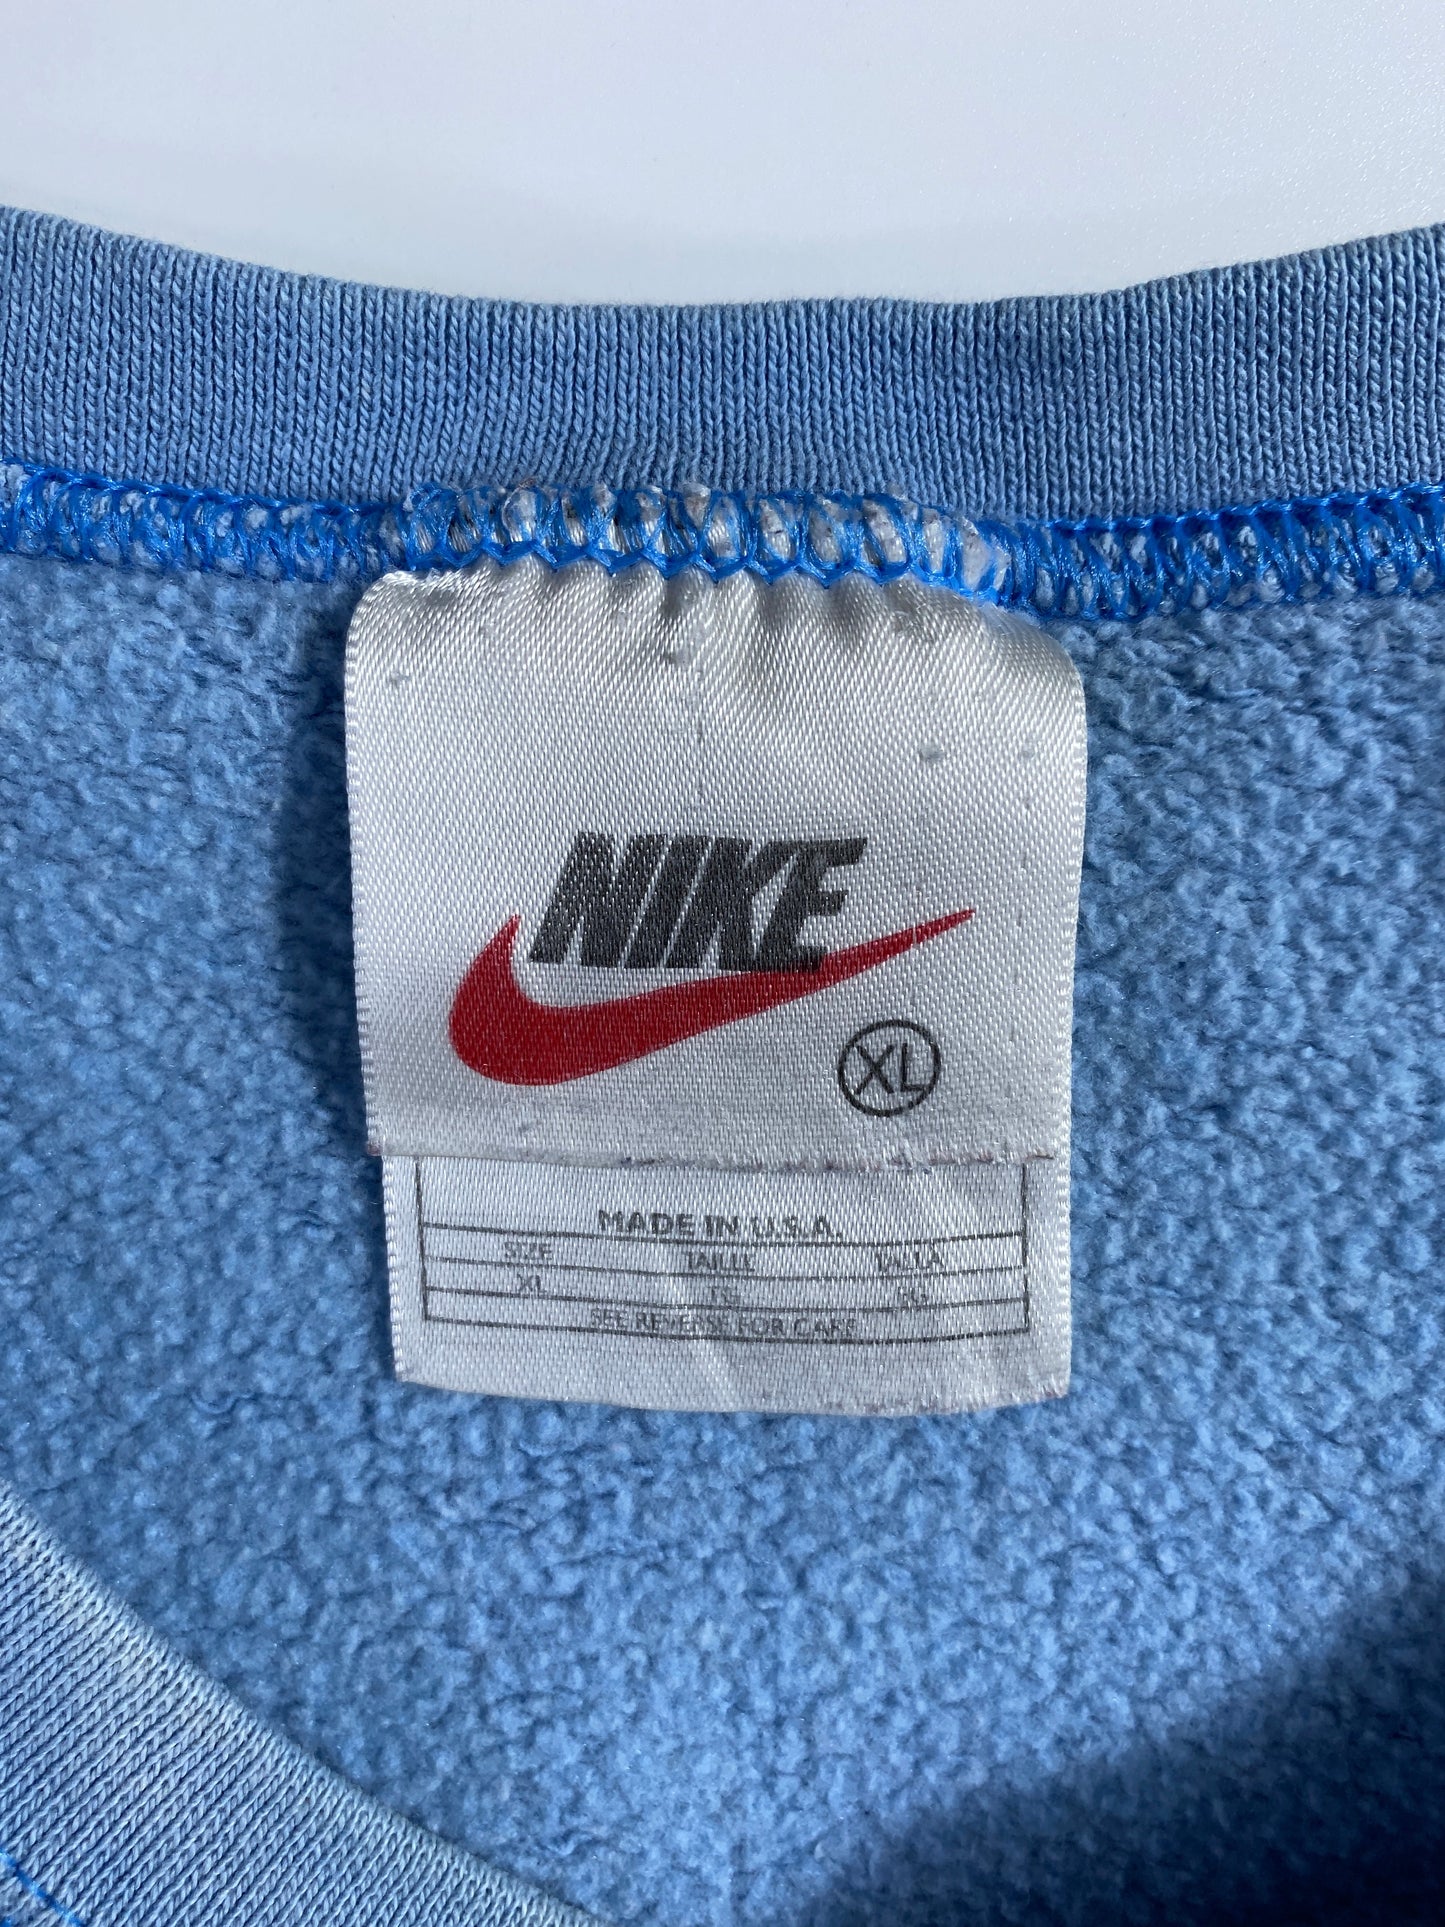 NIKE
XL
MADE IN U.S.A.
SIZE TAILLE TALLA
XL TG
SEE REVERSE FOR CARE